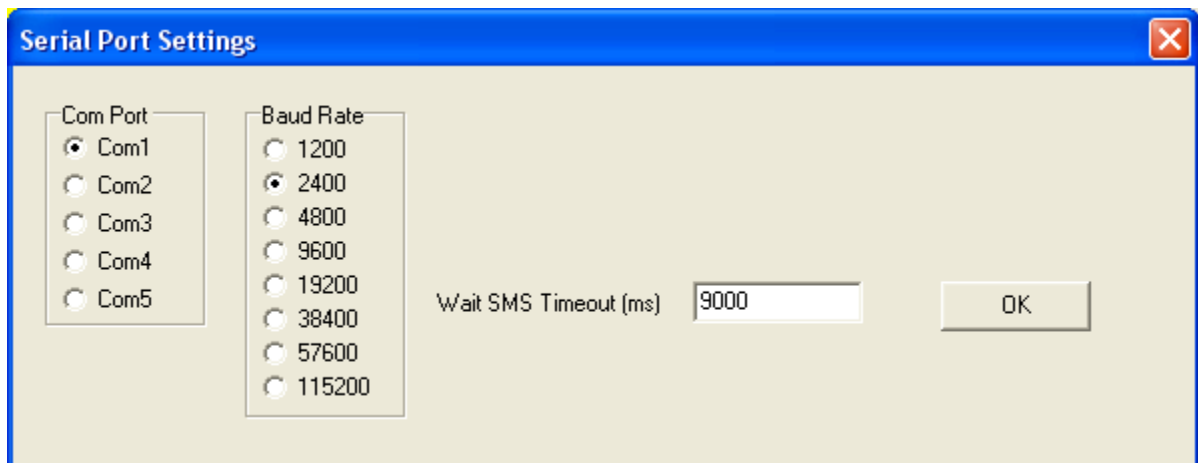 Serial Port Settings
Com Port
Com1
Com2
Com3
Com4
Com5
Baud Rate
1200
2400
4800
9600
19200
38400
57600
115200
Wait SMS Timeout (ms)
9000
OK